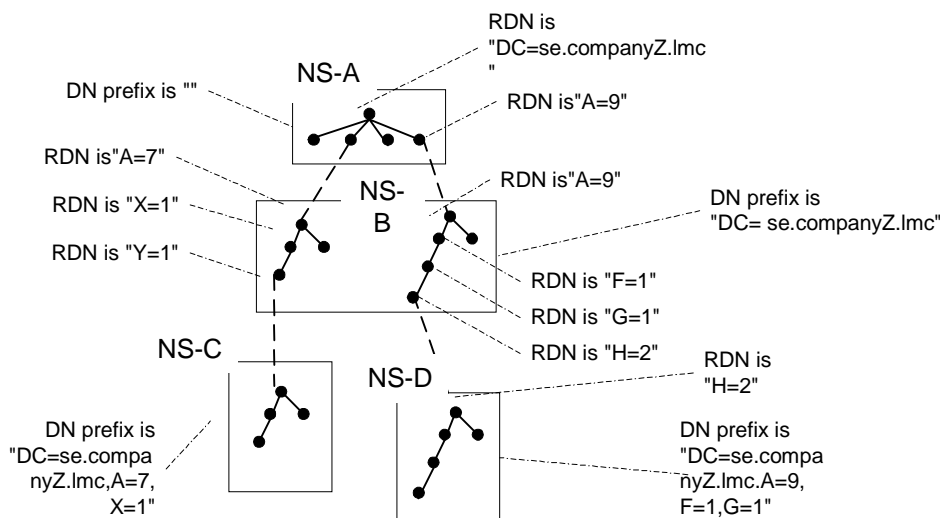 RDN is
"DC=se.companyZ.lmc
"
NS-A
DN prefix is ""
RDN is"A=9"
RDN is"A=7"
NS-
B
RDN is"A=9"
RDN is "X=1"
DN prefix is
"DC= se.companyZ.lmc"
RDN is "Y=1"
RDN is "F=1"
RDN is "G=1"
RDN is "H=2"
NS-C
NS-D
RDN is
"H=2"
DN prefix is
"DC=se.compa
nyZ.lmc,A=7,
X=1"
DN prefix is
"DC=se.compa
nyZ.lmc.A=9,
F=1,G=1"